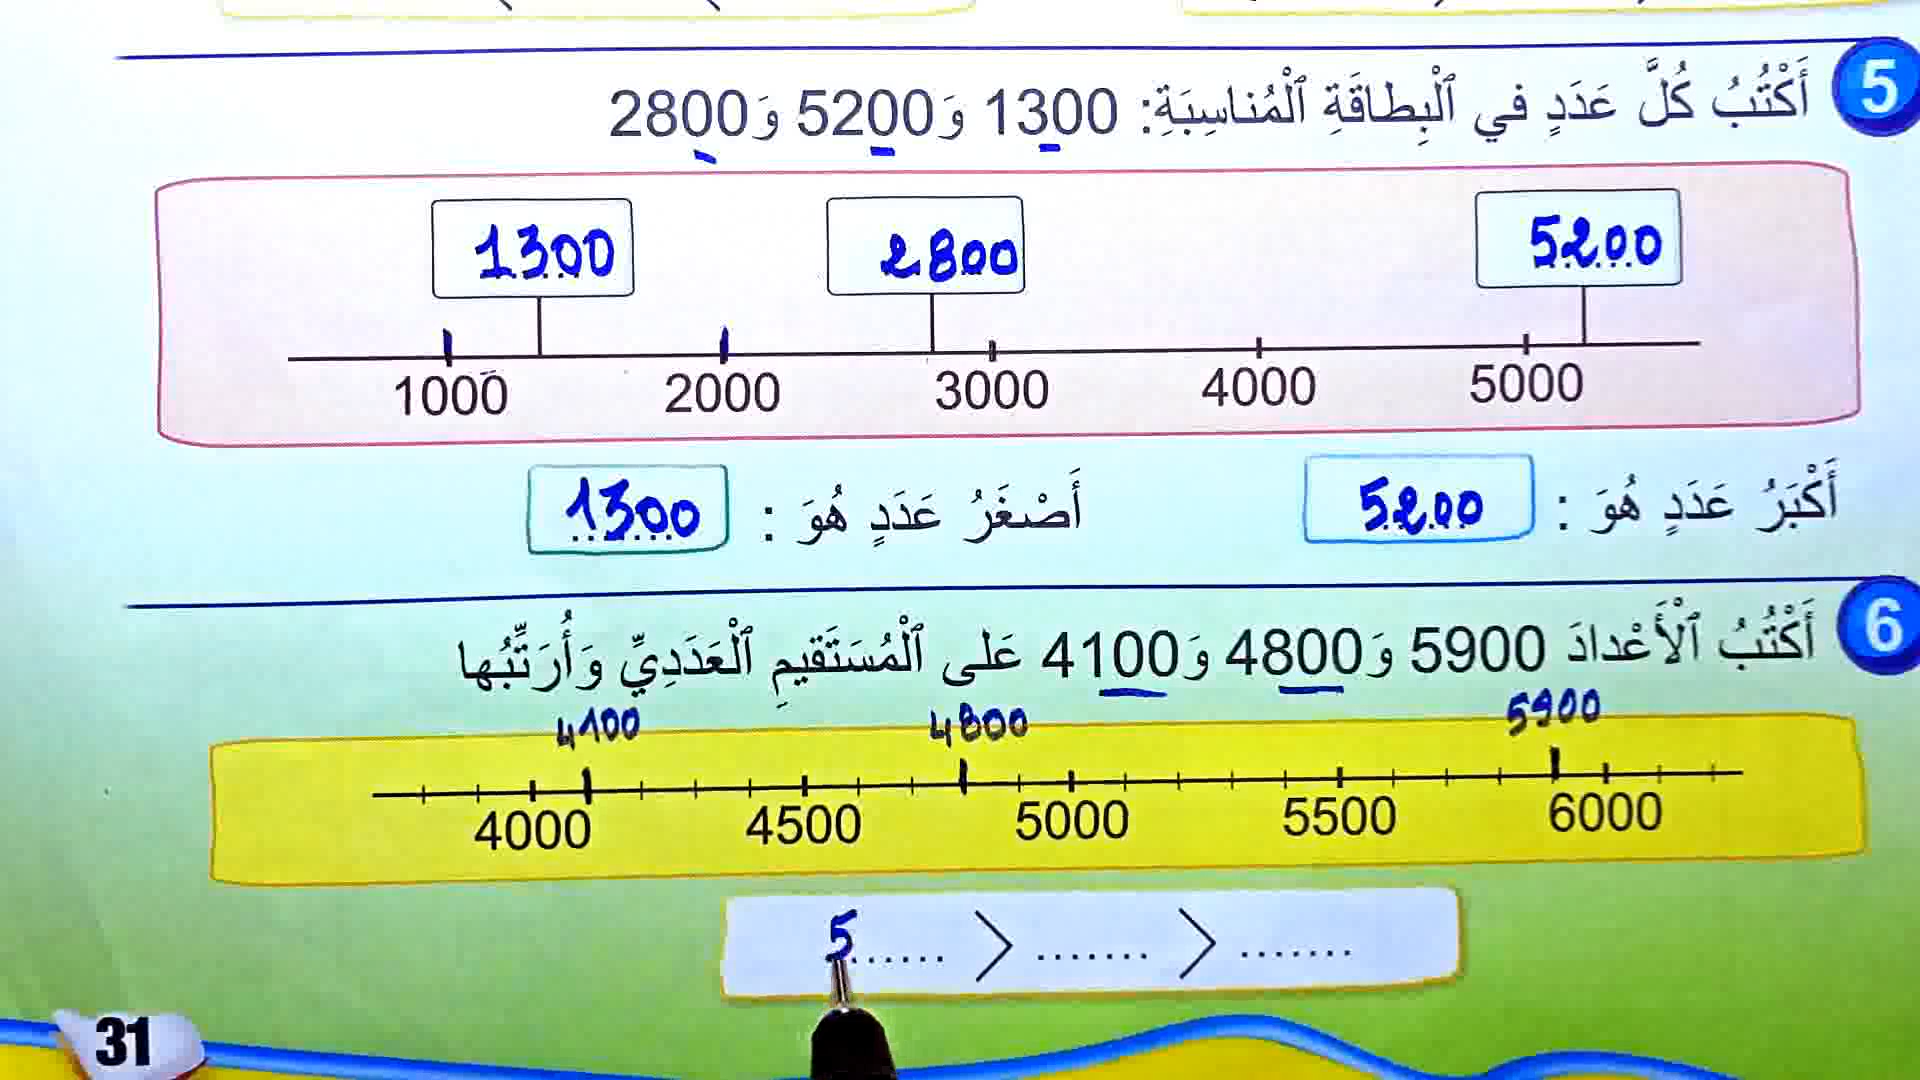 5
أَكْتُبُ كُلَّ عَدَدٍ في ٱلْبِطاقَةِ ٱلْمُناسِبَةِ: 1300 وَ 5200 وَ 2800
1300 2800 5200
1000 2000 3000 4000 5000
أَكْبَرُ عَدَدٍ هُوَ : 5200 أَصْغَرُ عَدَدٍ هُوَ : 1300
6
أَكْتُبُ ٱلْأَعْدادَ 5900 وَ 4800 وَ 4100 عَلى ٱلْمُسَتَقيمِ ٱلْعَدَدِيِّ وَأُرَتِّبُها
4100 4800 5900
4000 4500 5000 5500 6000
5...... > ....... > .......
31